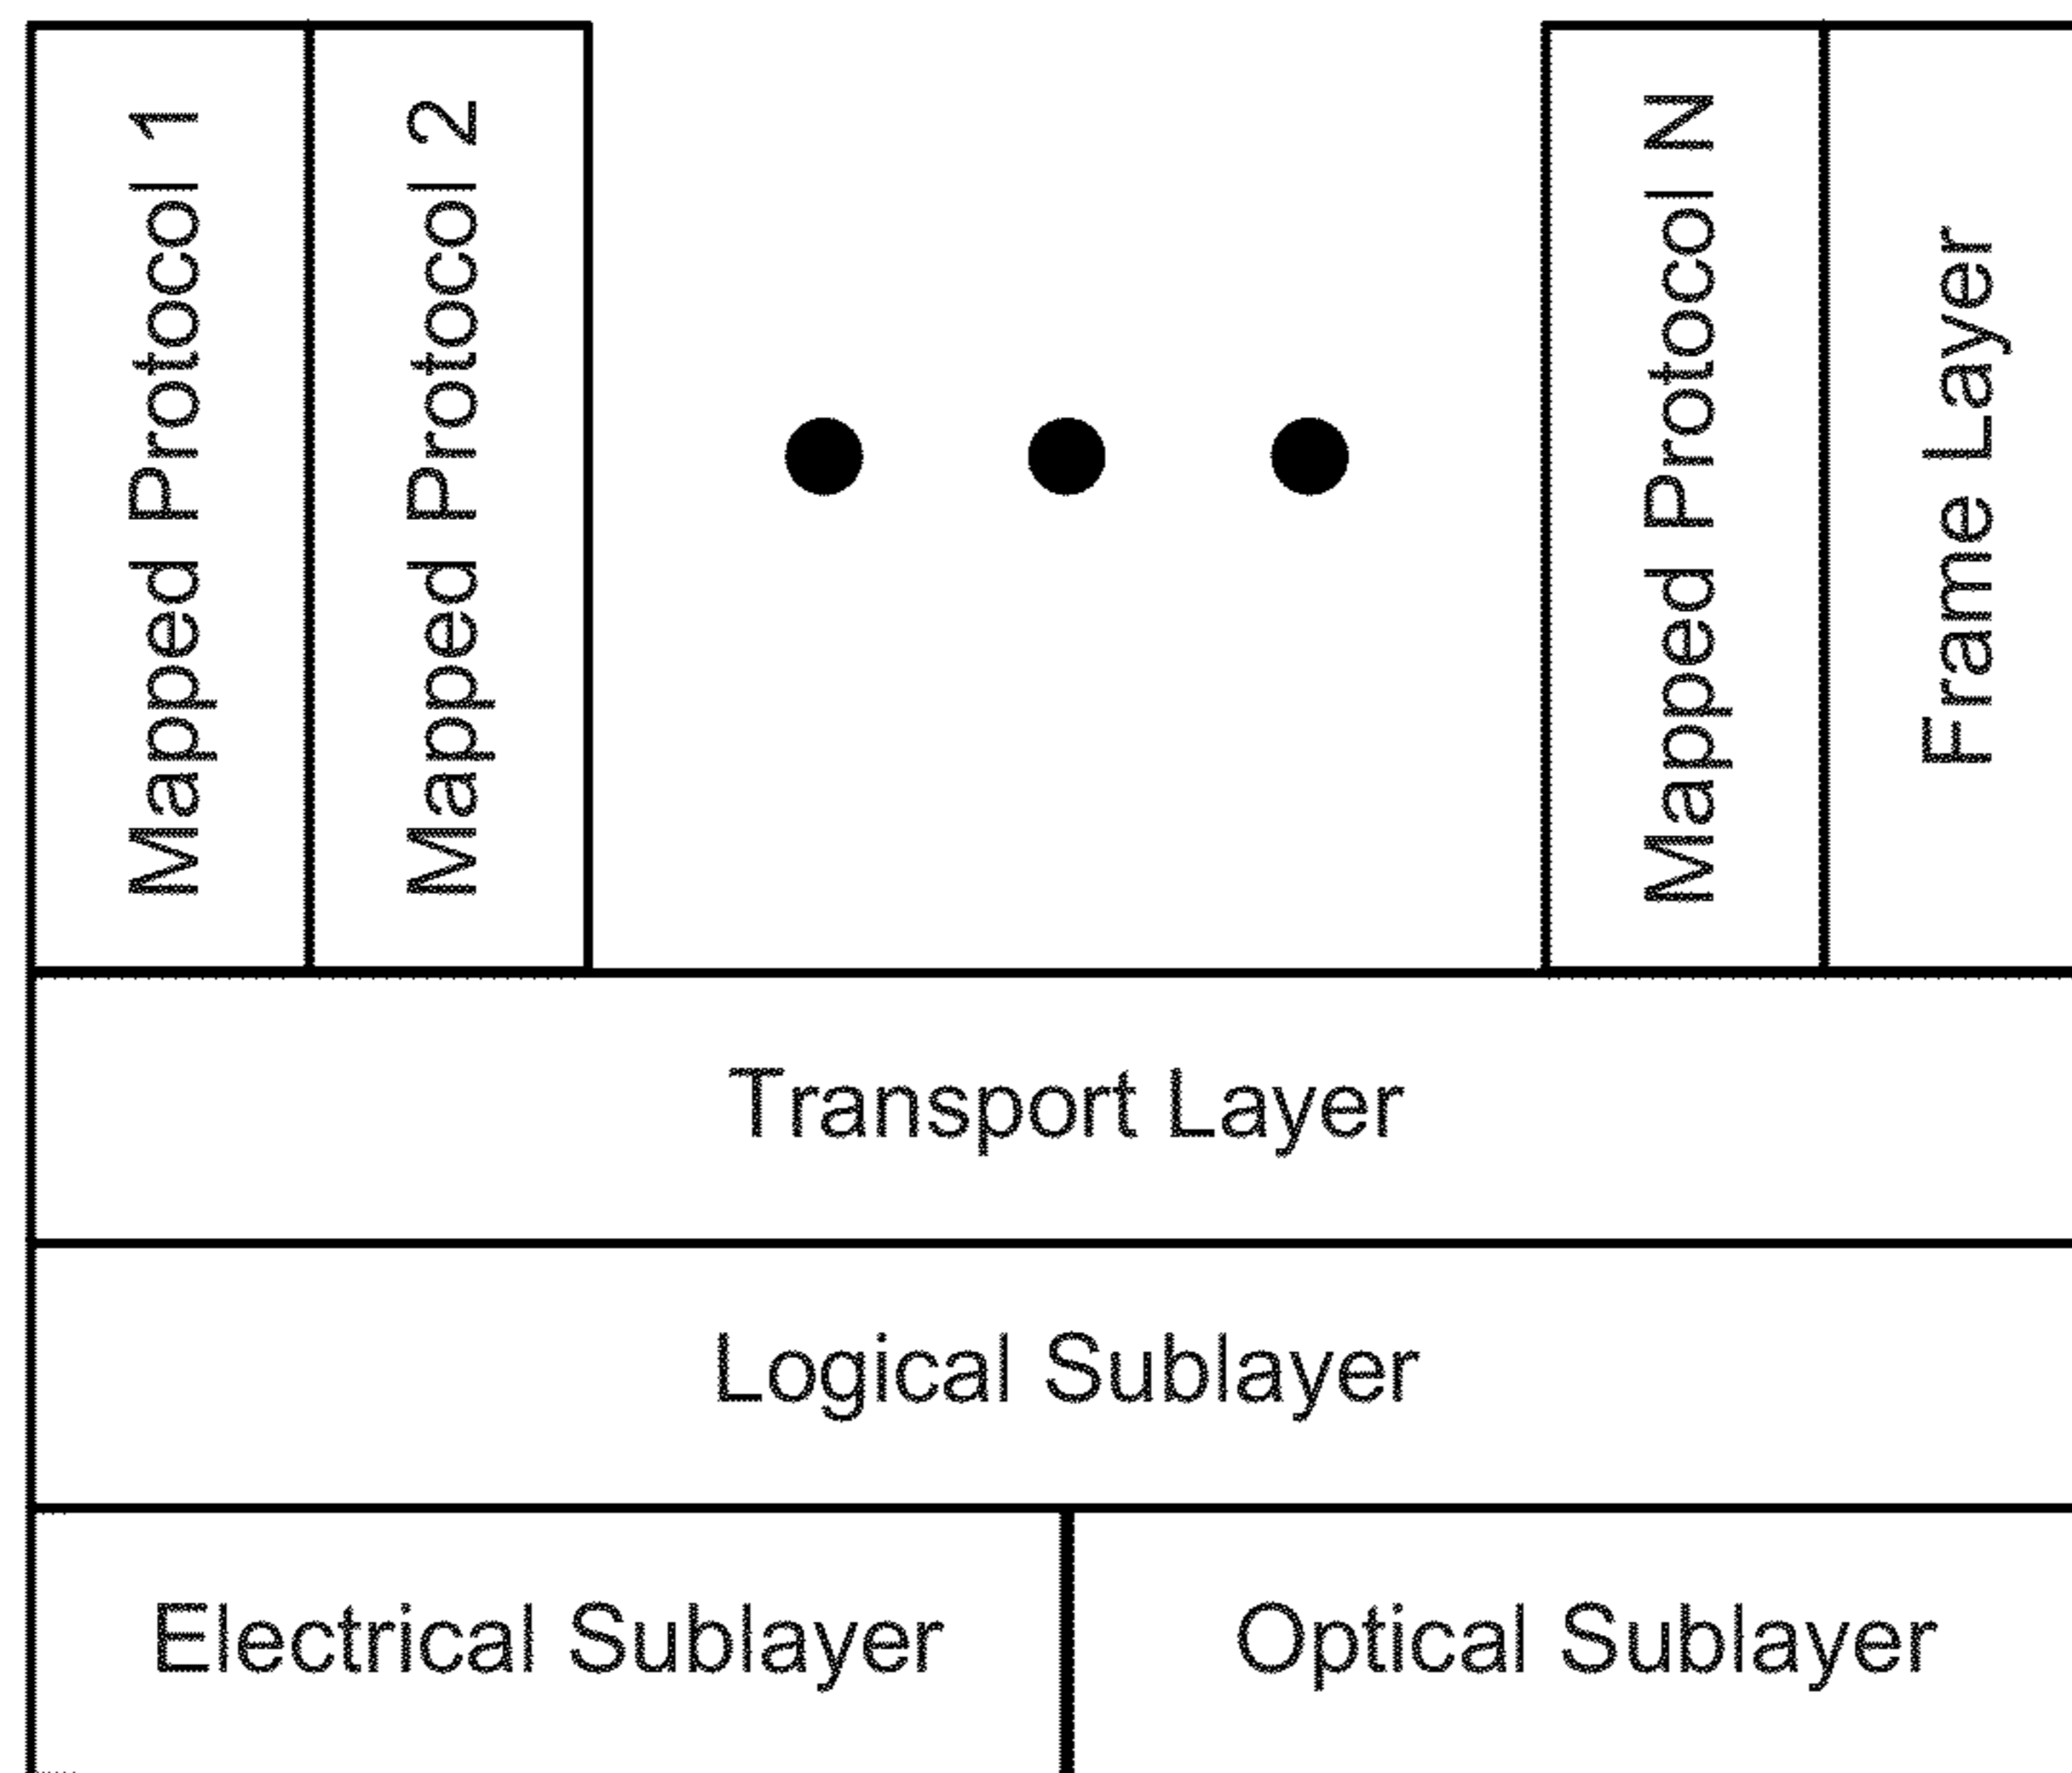 Mapped Protocol 1
Mapped Protocol 2
Mapped Protocol N
Frame Layer
Transport Layer
Logical Sublayer
Electrical Sublayer
Optical Sublayer